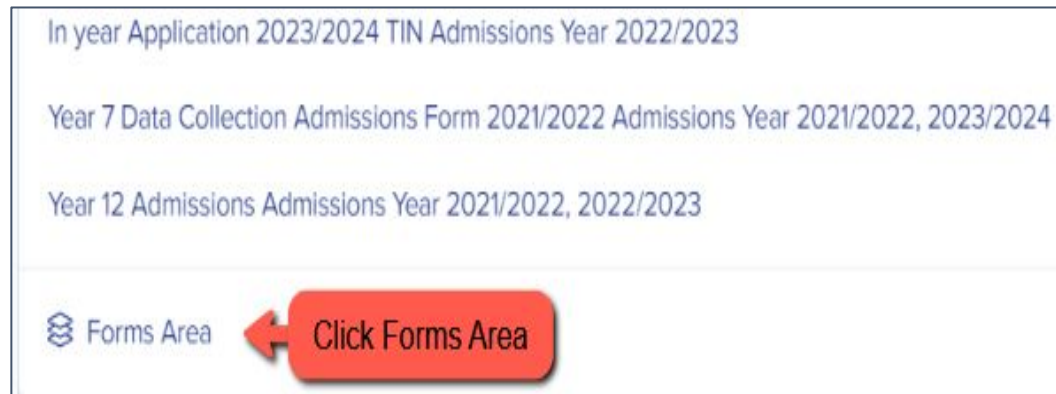 In year Application 2023/2024 TIN Admissions Year 2022/2023
Year 7 Data Collection Admissions Form 2021/2022 Admissions Year 2021/2022, 2023/2024
Year 12 Admissions Admissions Year 2021/2022, 2022/2023
Forms Area Click Forms Area